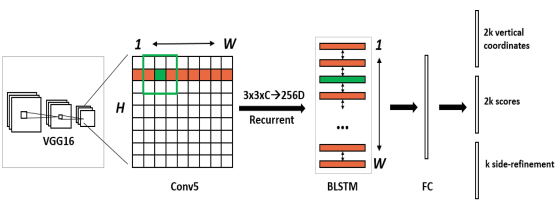 1 W
H
VGG16
Conv5
3x3xC→256D
Recurrent
1
...
W
BLSTM
FC
2k vertical
coordinates
2k scores
k side-refinement